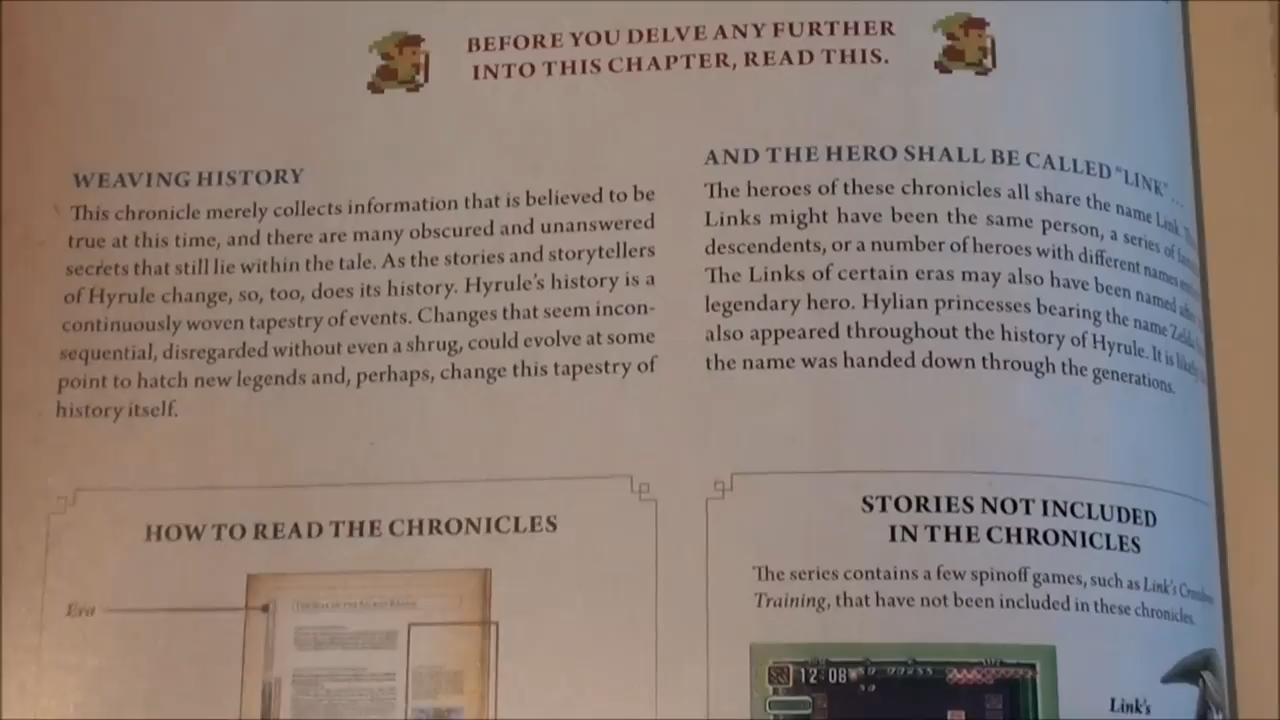 BEFORE YOU DELVE ANY FURTHER
INTO THIS CHAPTER, READ THIS.
WEAVING HISTORY
This chronicle merely collects information that is believed to be
true at this time, and there are many obscured and unanswered
secrets that still lie within the tale. As the stories and storytellers
of Hyrule change, so, too, does its history. Hyrule's history is a
continuously woven tapestry of events. Changes that seem incon-
sequential, disregarded without even a shrug, could evolve at some
point to hatch new legends and, perhaps, change this tapestry of
history itself.
AND THE HERO SHALL BE CALLED "LINK" ...
The heroes of these chronicles all share the name Link.
Links might have been the same person, a series of
descendents, or a number of heroes with different names
The Links of certain eras may also have been named
legendary hero. Hylian princesses bearing the name Zelda
also appeared throughout the history of Hyrule. It is
the name was handed down through the generations.
HOW TO READ THE CHRONICLES
Era
STORIES NOT INCLUDED
IN THE CHRONICLES
The series contains a few spinoff games, such as Link's
Training, that have not been included in these chronicles.
12:08
Link's